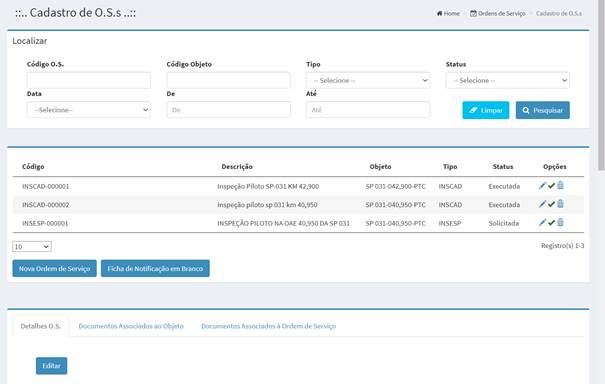 ::.. Cadastro de O.S.s ..::
Home > Ordens de Serviço > Cadastro de O.S.s
Localizar
Código O.S. Código Objeto Tipo Status
-- Selecione -- -- Selecione --
Data De Até
--Selecione-- De Até Limpar Pesquisar
Código Descrição Objeto Tipo Status Opções
INSCAD-000001 Inspeção Piloto SP-031 KM 42,900 SP 031-042,900-PTC INSCAD Executada
INSCAD-000002 Inspeção piloto sp 031 km 40,950 SP 031-040,950-PTC INSCAD Executada
INSESP-000001 INSPEÇÃO PILOTO NA OAE 40,950 DA SP 031 SP 031-040,950-PTC INSESP Solicitada
10 Registro(s) 1-3
Nova Ordem de Serviço Ficha de Notificação em Branco
Detalhes O.S. Documentos Associados ao Objeto Documentos Associados à Ordem de Serviço
Editar